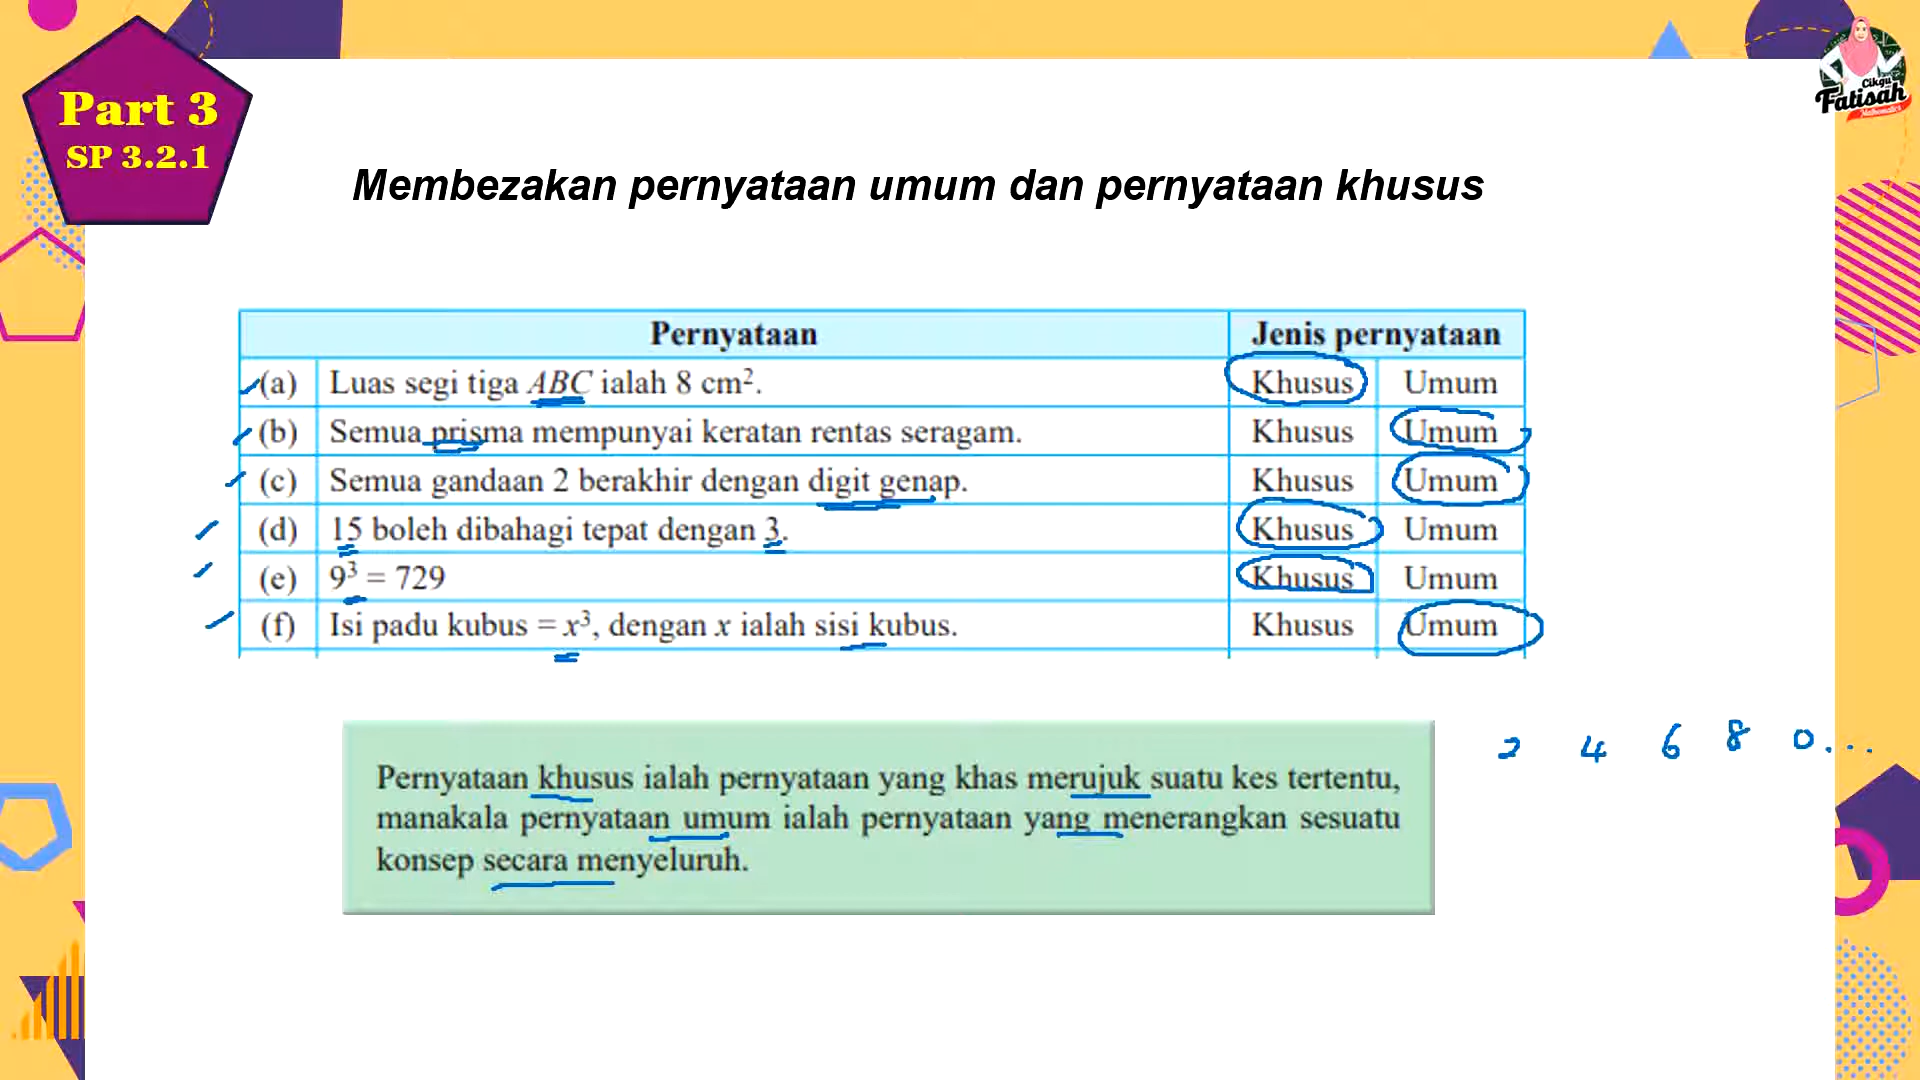 Part 3
SP 3.2.1
Cikgu
Fatisah
Mathematics
Membezakan pernyataan umum dan pernyataan khusus
Pernyataan Jenis pernyataan
(a) Luas segi tiga ABC ialah 8 cm². Khusus Umum
(b) Semua prisma mempunyai keratan rentas seragam. Khusus Umum
(c) Semua gandaan 2 berakhir dengan digit genap. Khusus Umum
(d) 15 boleh dibahagi tepat dengan 3. Khusus Umum
(e) 9³ = 729 Khusus Umum
(f) Isi padu kubus = x³, dengan x ialah sisi kubus. Khusus Umum
2 4 6 8 0...
Pernyataan khusus ialah pernyataan yang khas merujuk suatu kes tertentu,
manakala pernyataan umum ialah pernyataan yang menerangkan sesuatu
konsep secara menyeluruh.